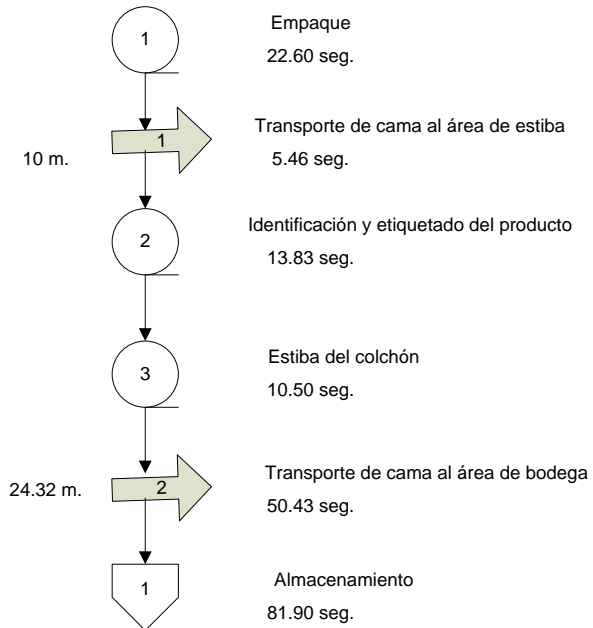 1
Empaque
22.60 seg.
Transporte de cama al área de estiba
1
10 m.
5.46 seg.
Identificación y etiquetado del producto
2
13.83 seg.
Estiba del colchón
3
10.50 seg.
Transporte de cama al área de bodega
24.32 m.
2
50.43 seg.
Almacenamiento
1
81.90 seg.